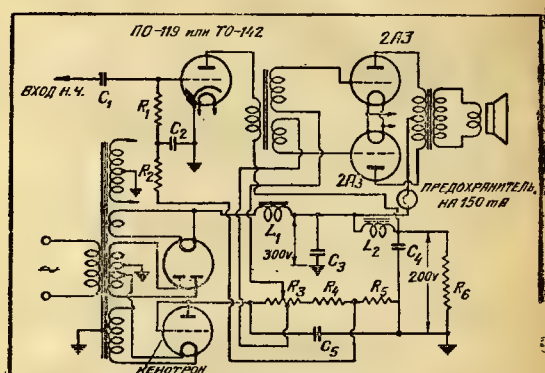 ПО-119 или ТО-142
2А3
ВХОД Н.Ч.
C1
R1
C2
R2
2А3
ПРЕДОХРАНИТЕЛЬ
НА 150 mA
L1
300v
C3
L2
C4
200v
R6
R3
R4
R5
C5
КЕНОТРОН